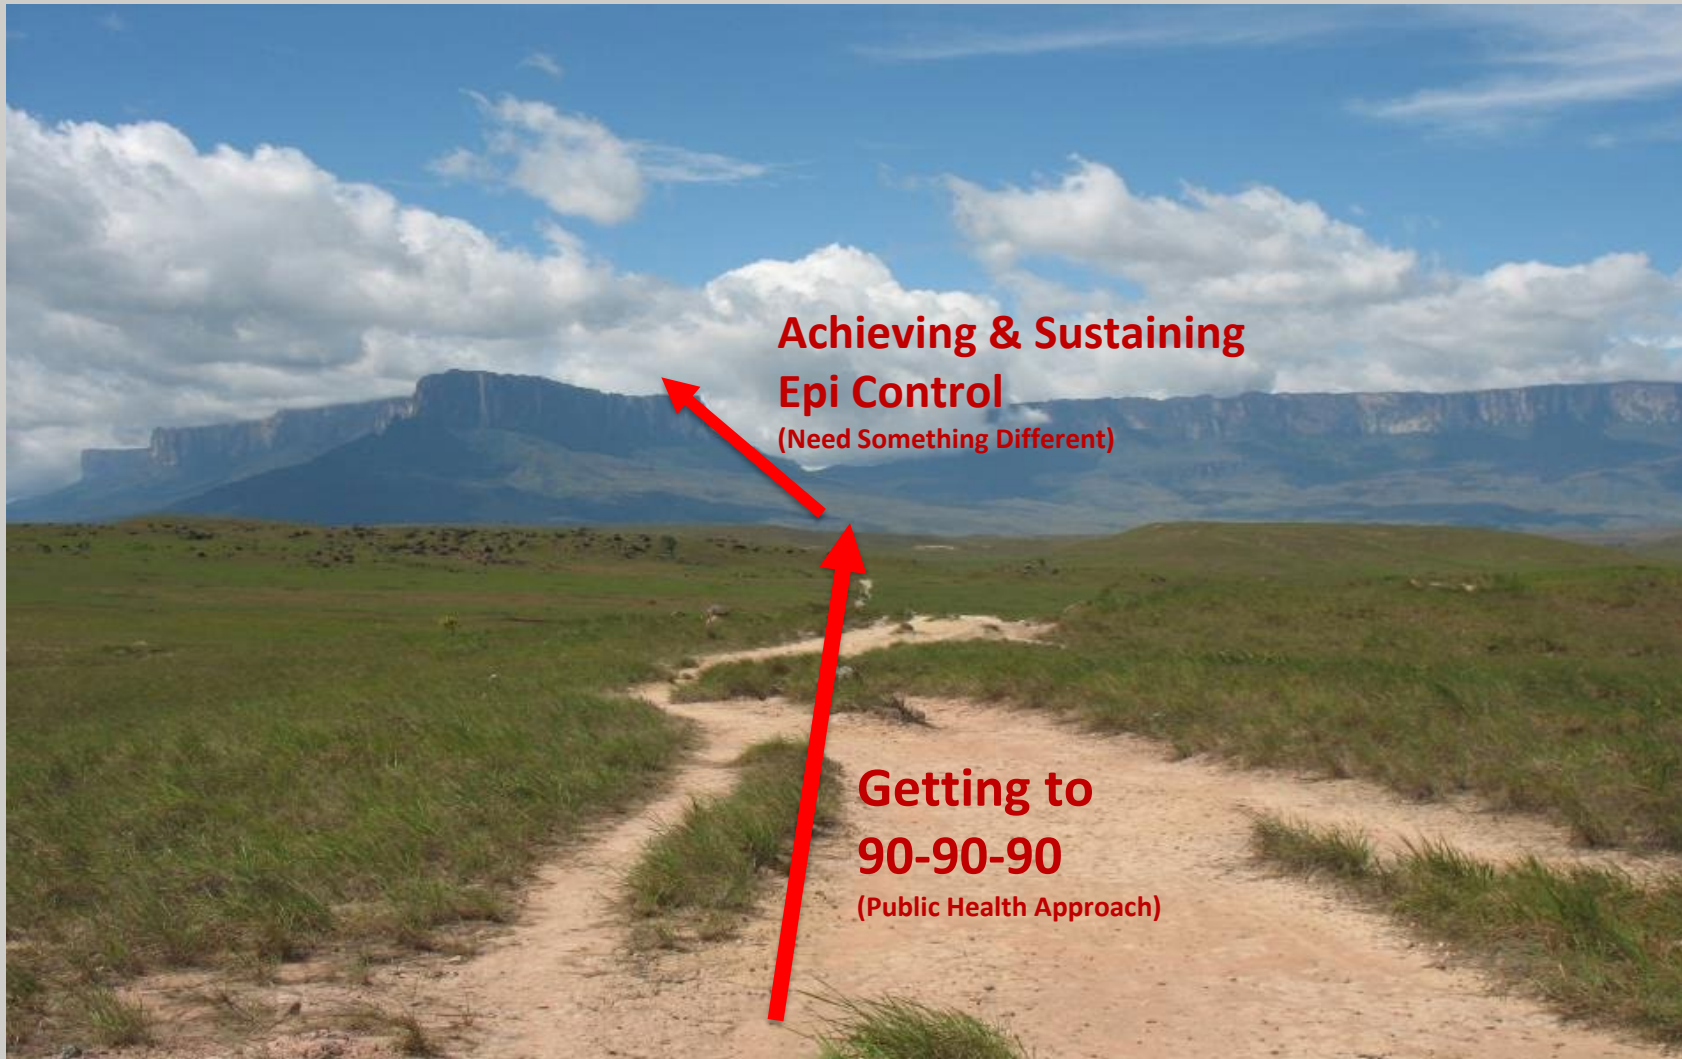 Achieving & Sustaining
Epi Control
(Need Something Different)
Getting to
90-90-90
(Public Health Approach)